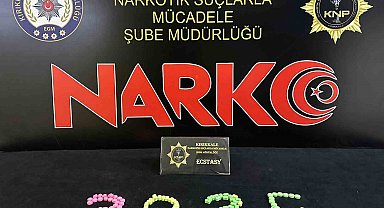 NARKOTİK SUÇLARLA
MÜCADELE
ŞUBE MÜDÜRLÜĞÜ
EGM
KNP
NARKO
KIRIKKALE
ECSTASY